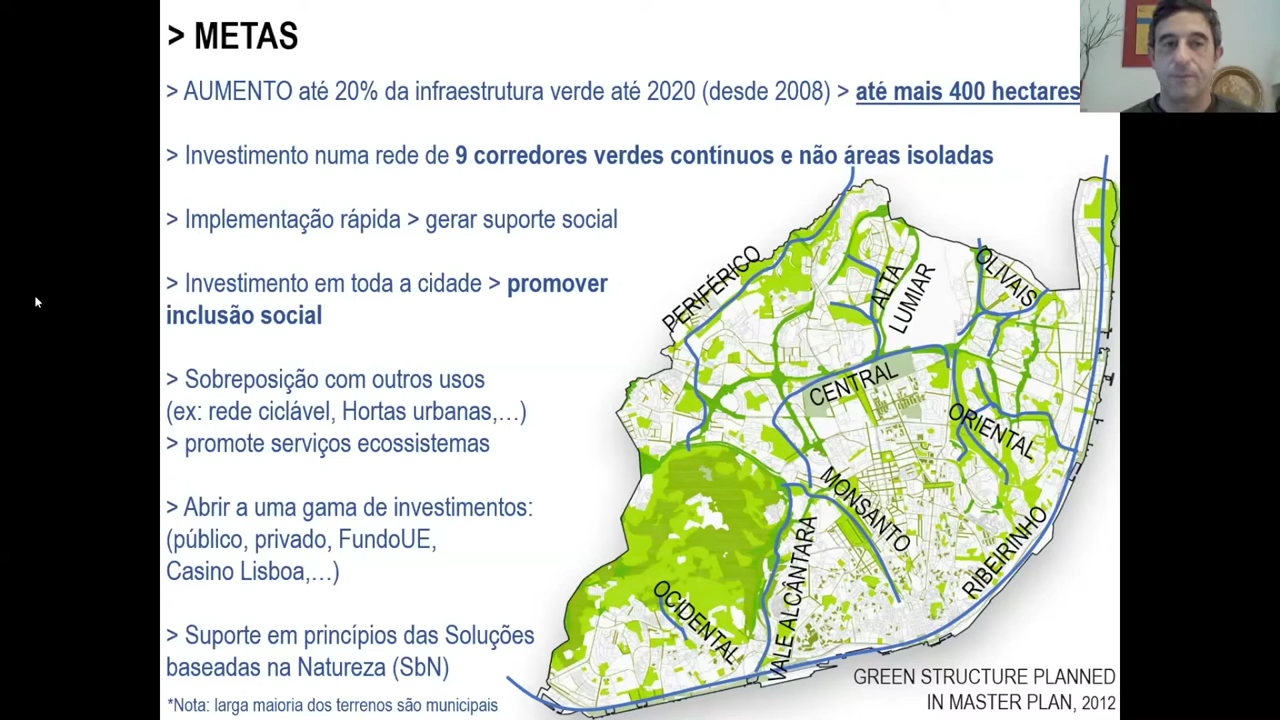 > METAS
> AUMENTO até 20% da infraestrutura verde até 2020 (desde 2008) > até mais 400 hectares
> Investimento numa rede de 9 corredores verdes contínuos e não áreas isoladas
> Implementação rápida > gerar suporte social
> Investimento em toda a cidade > promover
inclusão social
> Sobreposição com outros usos
(ex: rede ciclável, Hortas urbanas,...)
> promote serviços ecossistemas
> Abrir a uma gama de investimentos:
(público, privado, FundoUE,
Casino Lisboa,...)
> Suporte em princípios das Soluções
baseadas na Natureza (SbN)
*Nota: larga maioria dos terrenos são municipais
PERIFÉRICO
ALTA
LUMIAR
OLIVAIS
CENTRAL
ORIENTAL
MONSANTO
VALE ALCÂNTARA
RIBEIRINHO
OCIDENTAL
GREEN STRUCTURE PLANNED
IN MASTER PLAN, 2012